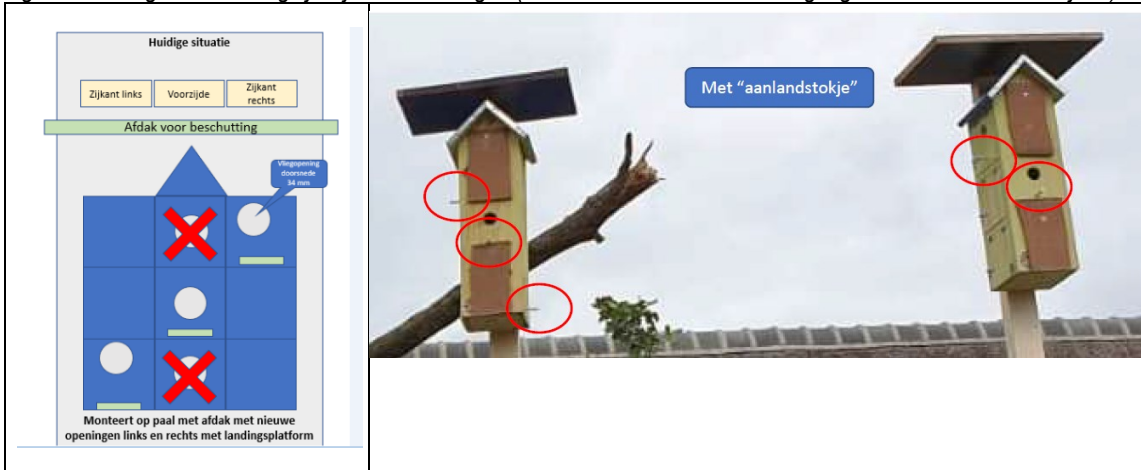 Huidige situatie
Zijkant links
Voorzijde
Zijkant
rechts
Afdak voor beschutting
Vliegopening
doorsnede
34 mm
Monteert op paal met afdak met nieuwe
openingen links en rechts met landingsplatform
Met “aanlandstokje”